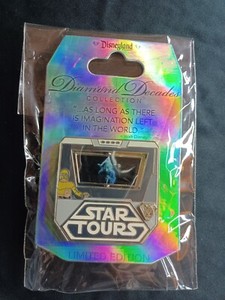 Disneyland
Diamond Decades
COLLECTION
"...AS LONG AS THERE
IS IMAGINATION LEFT
IN THE WORLD."
STAR
TOURS
LIMITED EDITION